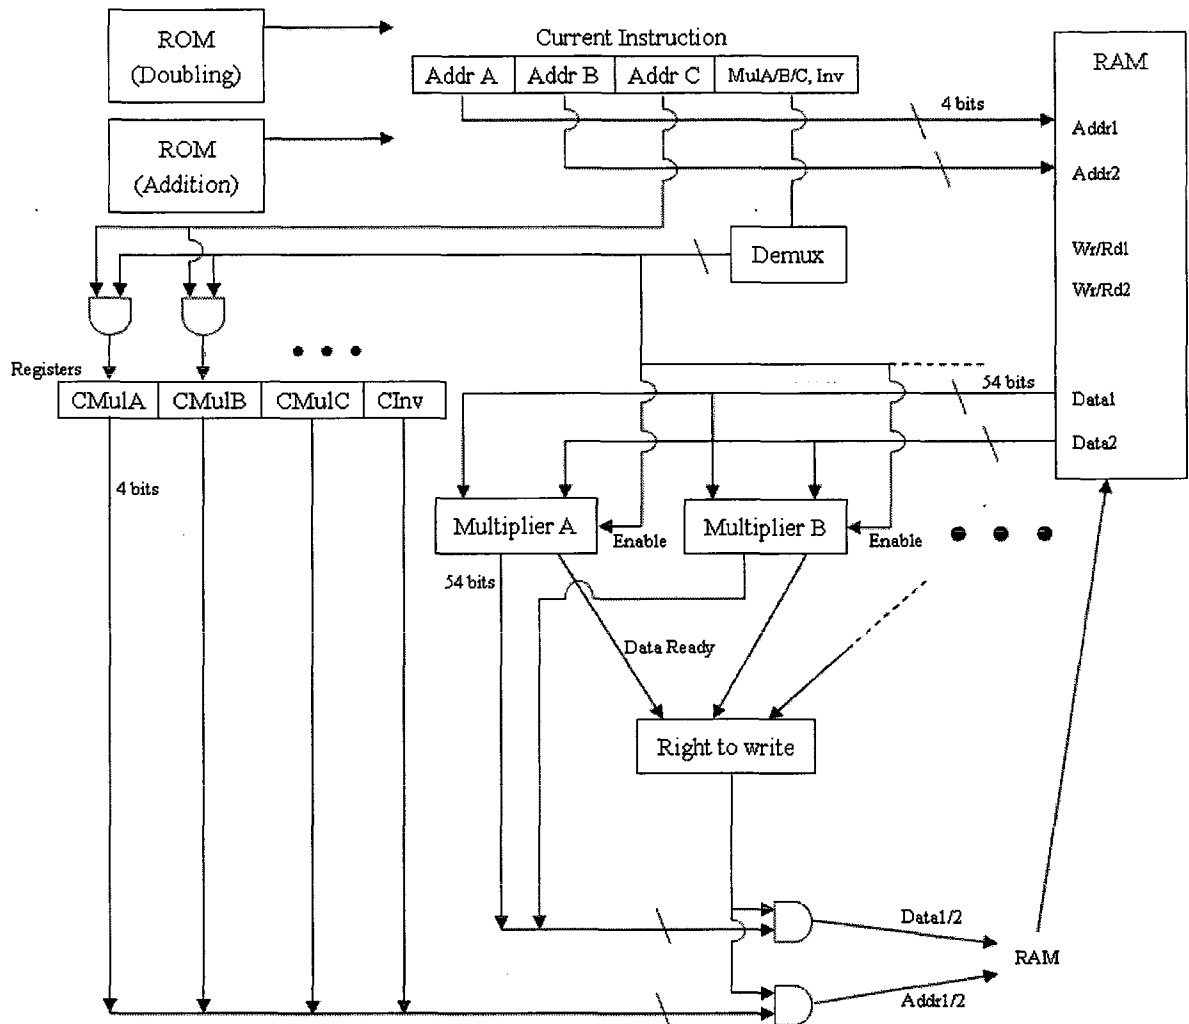 ROM
(Doubling)
Current Instruction
Addr A
Addr B
Addr C
MulA/B/C, Inv
RAM
4 bits
Addr1
ROM
(Addition)
Addr2
Demux
Wr/Rd1
Wr/Rd2
Registers
CMulA
CMulB
CMulC
CInv
54 bits
Data1
Data2
4 bits
Multiplier A
Enable
Multiplier B
Enable
54 bits
Data Ready
Right to write
Data1/2
RAM
Addr1/2